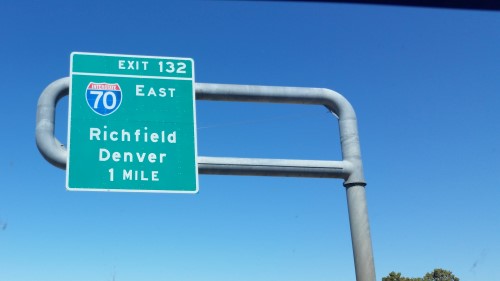 EXIT 132
INTERSTATE
70 EAST
Richfield
Denver
1 MILE